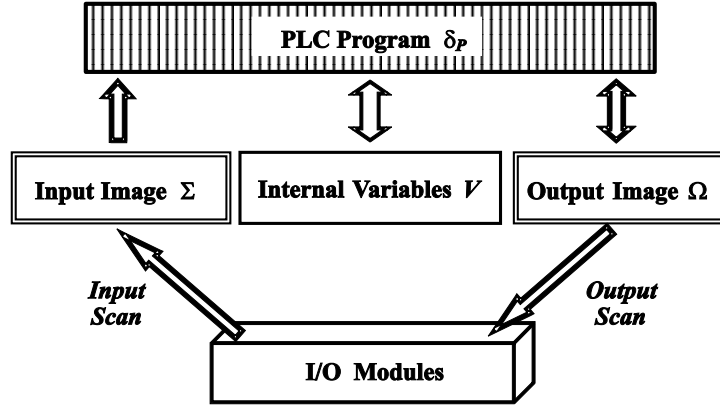 PLC Program δP
Input Image Σ
Internal Variables V
Output Image Ω
Input
Scan
Output
Scan
I/O Modules